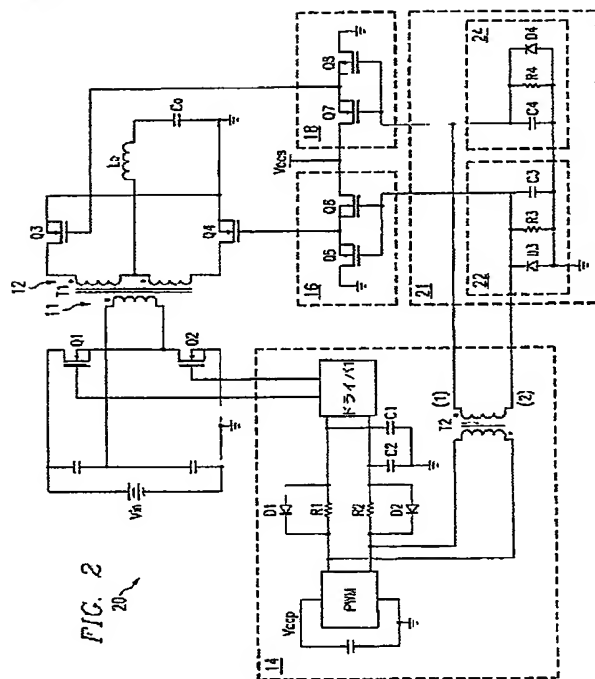 FIG. 2
20
Vin
Q1
Q2
11
12
T1
Q3
Q4
Lo
Co
Vccs
16
Q5
Q6
18
Q7
Q8
14
Vccp
PWM
D1
R1
R2
D2
C2
C1
ドライバ1
T2
(1)
(2)
21
22
D3
R3
C3
24
C4
R4
D4